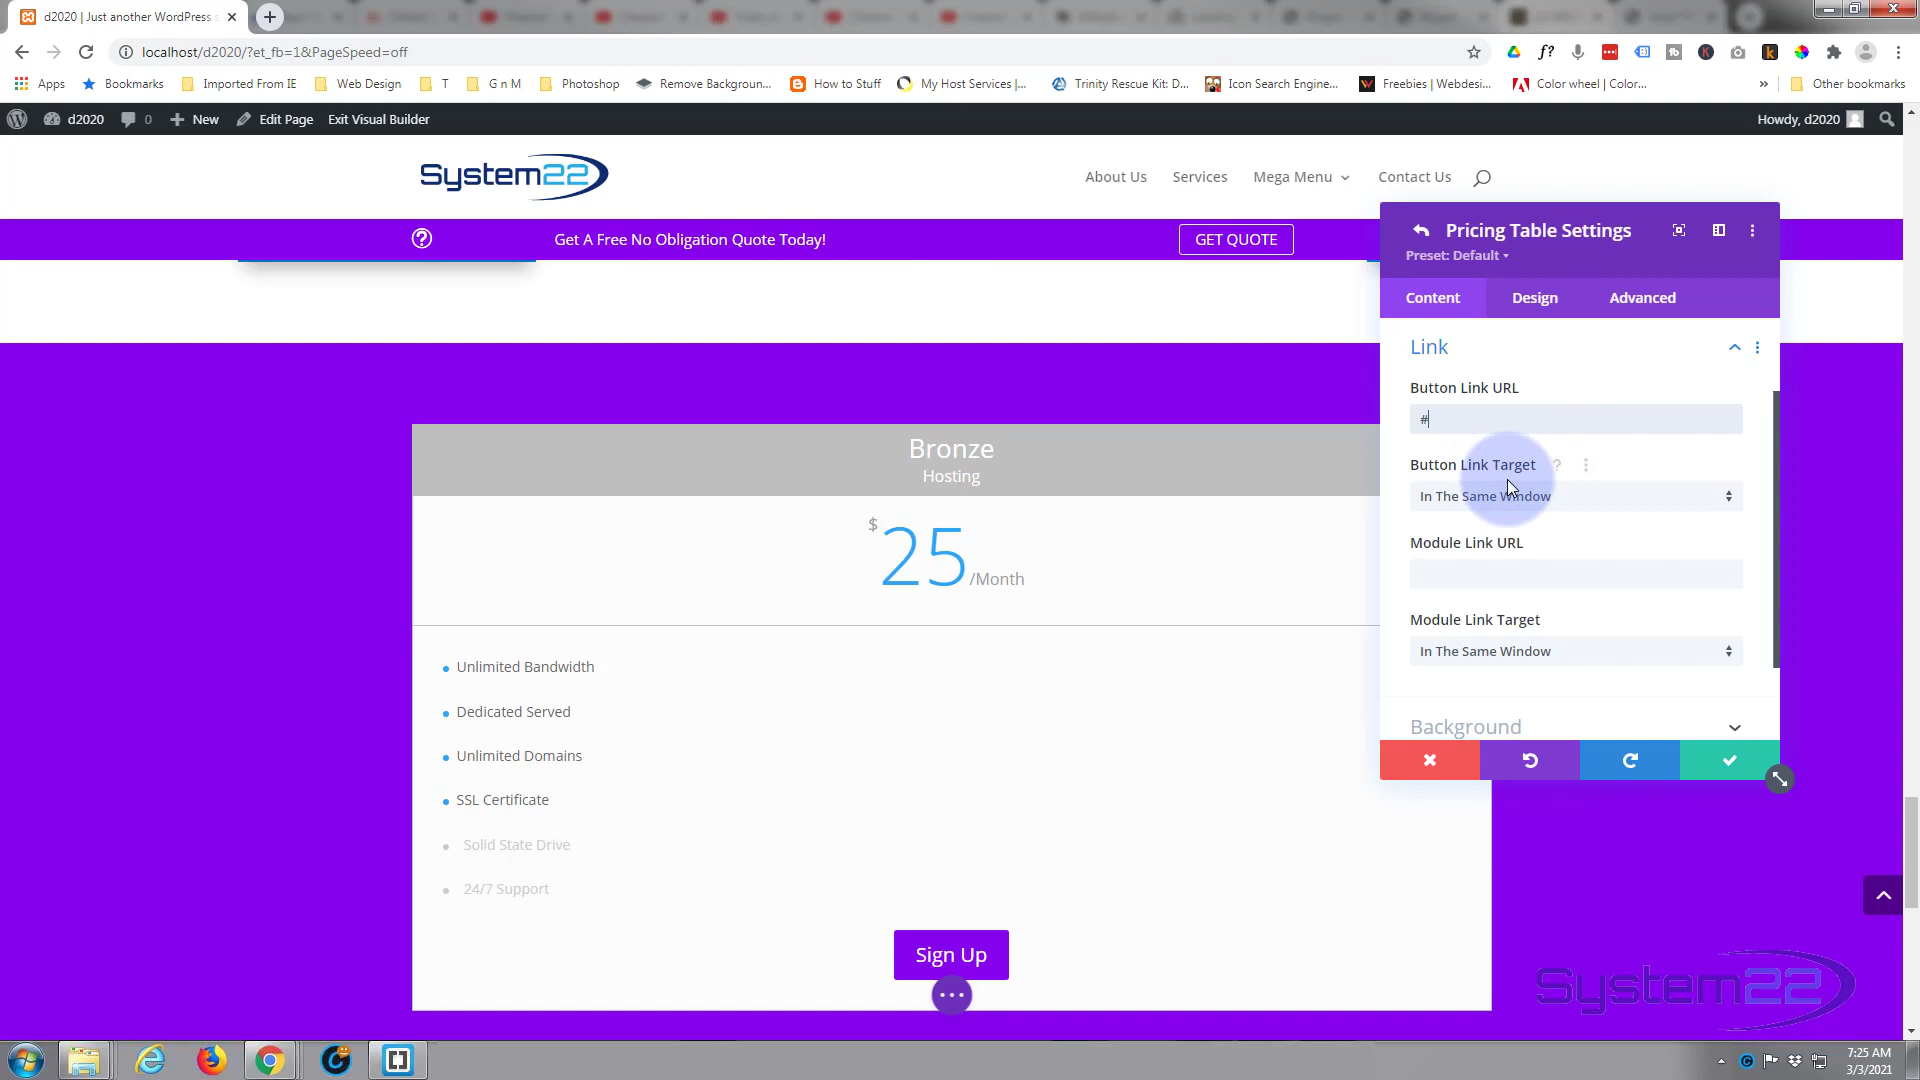 d2020 | Just another WordPress s
localhost/d2020/?et_fb=1&PageSpeed=off
Apps Bookmarks Imported From IE Web Design T G n M Photoshop Remove Backgroun... How to Stuff My Host Services |... Trinity Rescue Kit: D... Icon Search Engine... Freebies | Webdesi... Color wheel | Color... » Other bookmarks
d2020 0 New Edit Page Exit Visual Builder Howdy, d2020
System22 About Us Services Mega Menu Contact Us
Get A Free No Obligation Quote Today! GET QUOTE
Pricing Table Settings
Preset: Default
Content Design Advanced
Link
Button Link URL
#
Button Link Target ?
In The Same Window
Module Link URL
Module Link Target
In The Same Window
Background
Bronze
Hosting
$ 25 /Month
Unlimited Bandwidth
Dedicated Served
Unlimited Domains
SSL Certificate
Solid State Drive
24/7 Support
Sign Up
System22
7:25 AM
3/3/2021